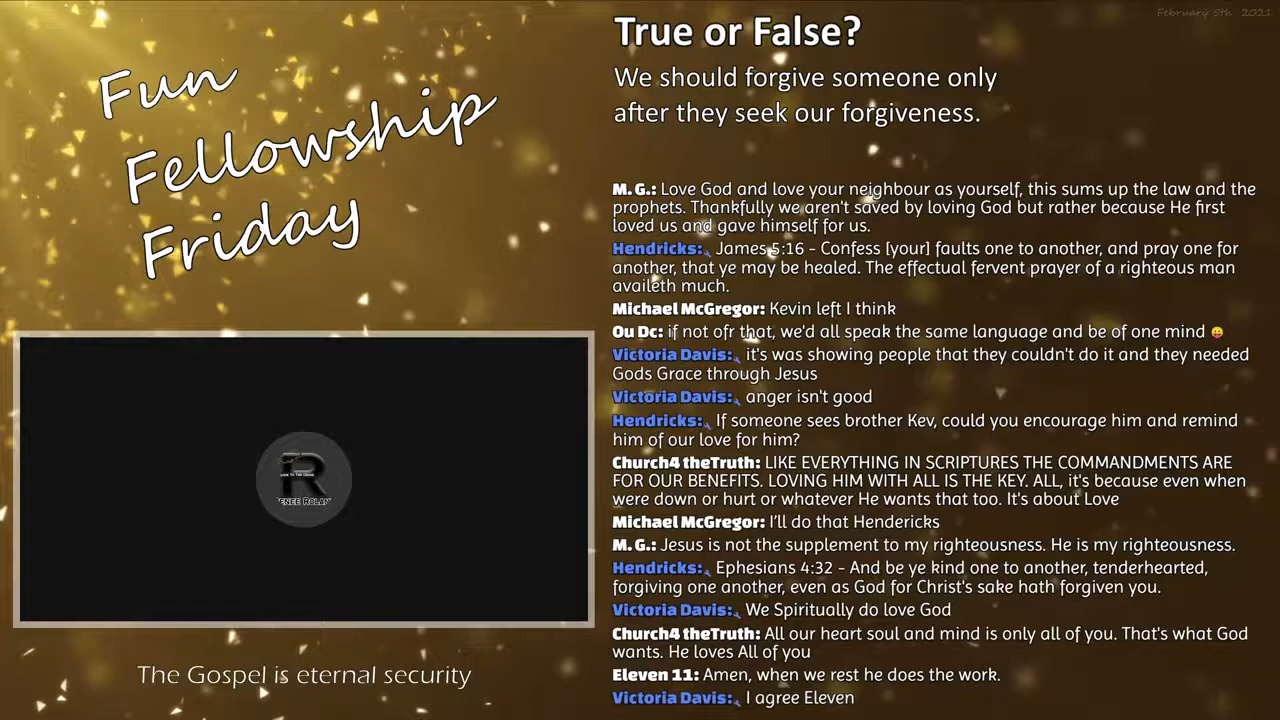 February 5th 2021
Fun
Fellowship
Friday
True or False?
We should forgive someone only
after they seek our forgiveness.
M. G.: Love God and love your neighbour as yourself, this sums up the law and the
prophets. Thankfully we aren't saved by loving God but rather because He first
loved us and gave himself for us.
Hendricks: James 5:16 - Confess [your] faults one to another, and pray one for
another, that ye may be healed. The effectual fervent prayer of a righteous man
availeth much.
Michael McGregor: Kevin left I think
Ou Dc: if not ofr that, we'd all speak the same language and be of one mind 😛
Victoria Davis: it's was showing people that they couldn't do it and they needed
Gods Grace through Jesus
Victoria Davis: anger isn't good
Hendricks: If someone sees brother Kev, could you encourage him and remind
him of our love for him?
Church4 theTruth: LIKE EVERYTHING IN SCRIPTURES THE COMMANDMENTS ARE
FOR OUR BENEFITS. LOVING HIM WITH ALL IS THE KEY. ALL, it's because even when
were down or hurt or whatever He wants that too. It's about Love
Michael McGregor: I'll do that Hendericks
M. G.: Jesus is not the supplement to my righteousness. He is my righteousness.
Hendricks: Ephesians 4:32 - And be ye kind one to another, tenderhearted,
forgiving one another, even as God for Christ's sake hath forgiven you.
Victoria Davis: We Spiritually do love God
Church4 theTruth: All our heart soul and mind is only all of you. That's what God
wants. He loves All of you
Eleven 11: Amen, when we rest he does the work.
Victoria Davis: I agree Eleven
R
The Gospel is eternal security